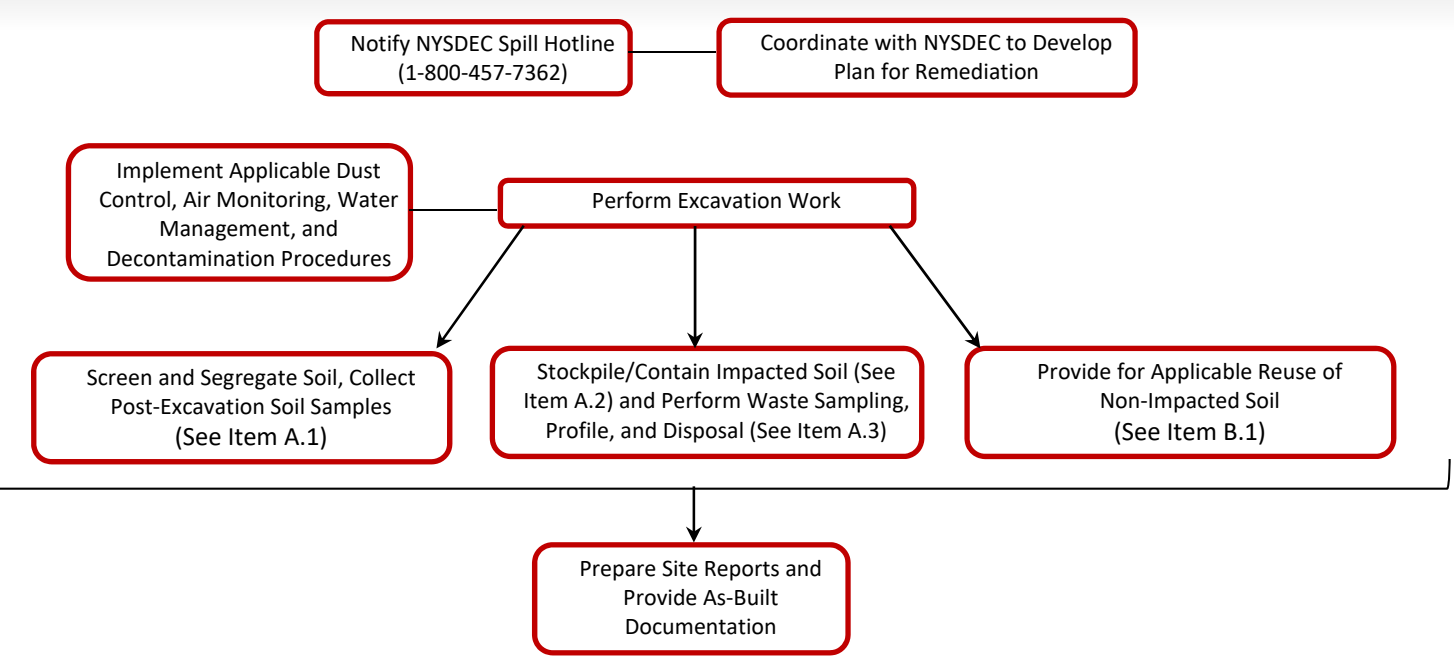 Notify NYSDEC Spill Hotline
(1-800-457-7362)
Coordinate with NYSDEC to Develop
Plan for Remediation
Implement Applicable Dust
Control, Air Monitoring, Water
Management, and
Decontamination Procedures
Perform Excavation Work
Screen and Segregate Soil, Collect
Post-Excavation Soil Samples
(See Item A.1)
Stockpile/Contain Impacted Soil (See
Item A.2) and Perform Waste Sampling,
Profile, and Disposal (See Item A.3)
Provide for Applicable Reuse of
Non-Impacted Soil
(See Item B.1)
Prepare Site Reports and
Provide As-Built
Documentation